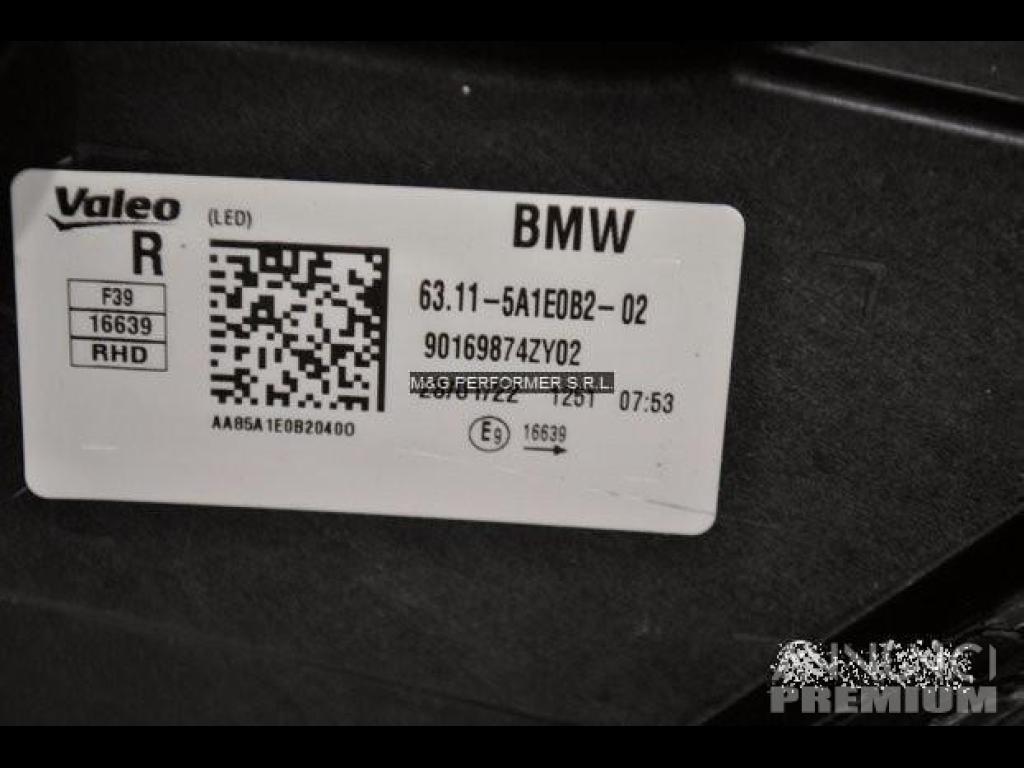 Valeo (LED) BMW
R
F39
16639
RHD
63.11-5A1E0B2-02
90169874ZY02
M&G PERFORMER S.R.L.
1251 07:53
AA85A1E0B20400
E9 16639
ANNUNCI
PREMIUM